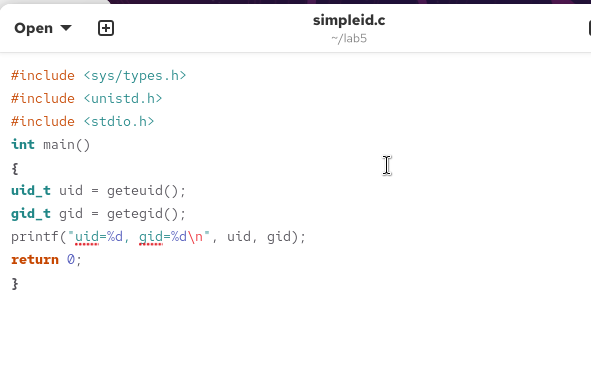 Open
simpleid.c
~/lab5
#include <sys/types.h>
#include <unistd.h>
#include <stdio.h>
int main()
{
uid_t uid = geteuid();
gid_t gid = getegid();
printf("uid=%d, gid=%d\n", uid, gid);
return 0;
}